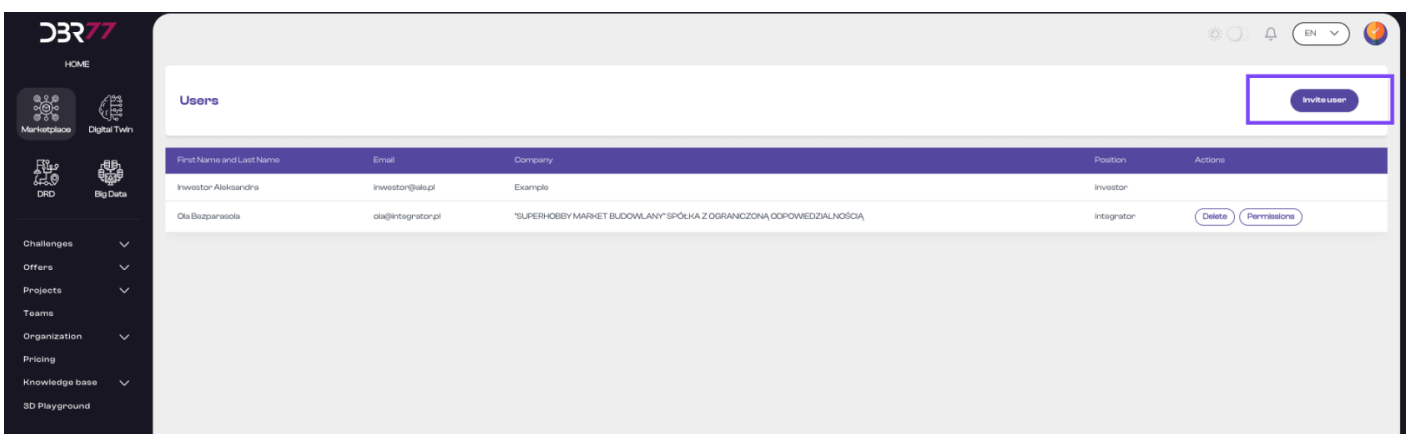 DBR77
HOME
EN
Marketplace Digital Twin
DRD Big Data
Challenges
Offers
Projects
Teams
Organization
Pricing
Knowledge base
3D Playground
Users
Invite user
First Name and Last Name Email Company Position Actions
Inwestor Aleksandra inwestor@ale.pl Example investor
Ola Bezparasola ola@integrator.pl "SUPERHOBBY MARKET BUDOWLANY" SPÓŁKA Z OGRANICZONĄ ODPOWIEDZIALNOŚCIĄ integrator Delete Permissions